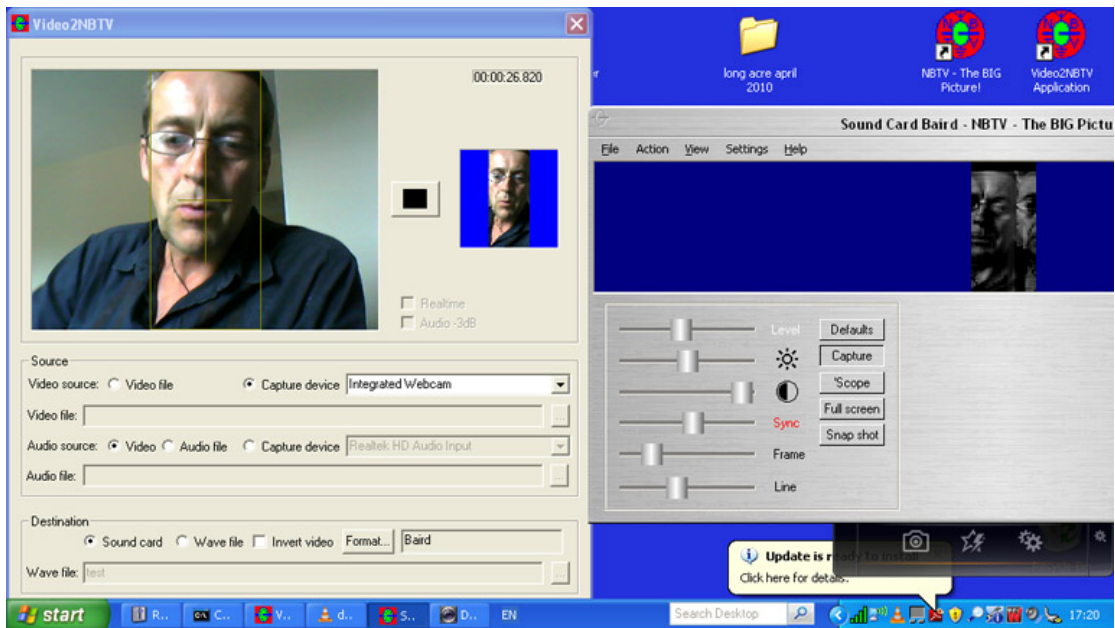 Video2NBTV
00:00:26.820
Realtime
Audio -3dB
Source
Video source: Video file Capture device Integrated Webcam
Video file: ...
Audio source: Video Audio file Capture device Realtek HD Audio Input
Audio file: ...
Destination
Sound card Wave file Invert video Format... Baird
Wave file: test ...
long acre april
2010
NBTV - The BIG
Picture!
Video2NBTV
Application
Sound Card Baird - NBTV - The BIG Pictu
File Action View Settings Help
Level Defaults
Capture
'Scope
Sync Full screen
Snap shot
Frame
Line
Update is ready to install
Click here for details.
start R... C... V... d... S... D... EN Search Desktop 17:20